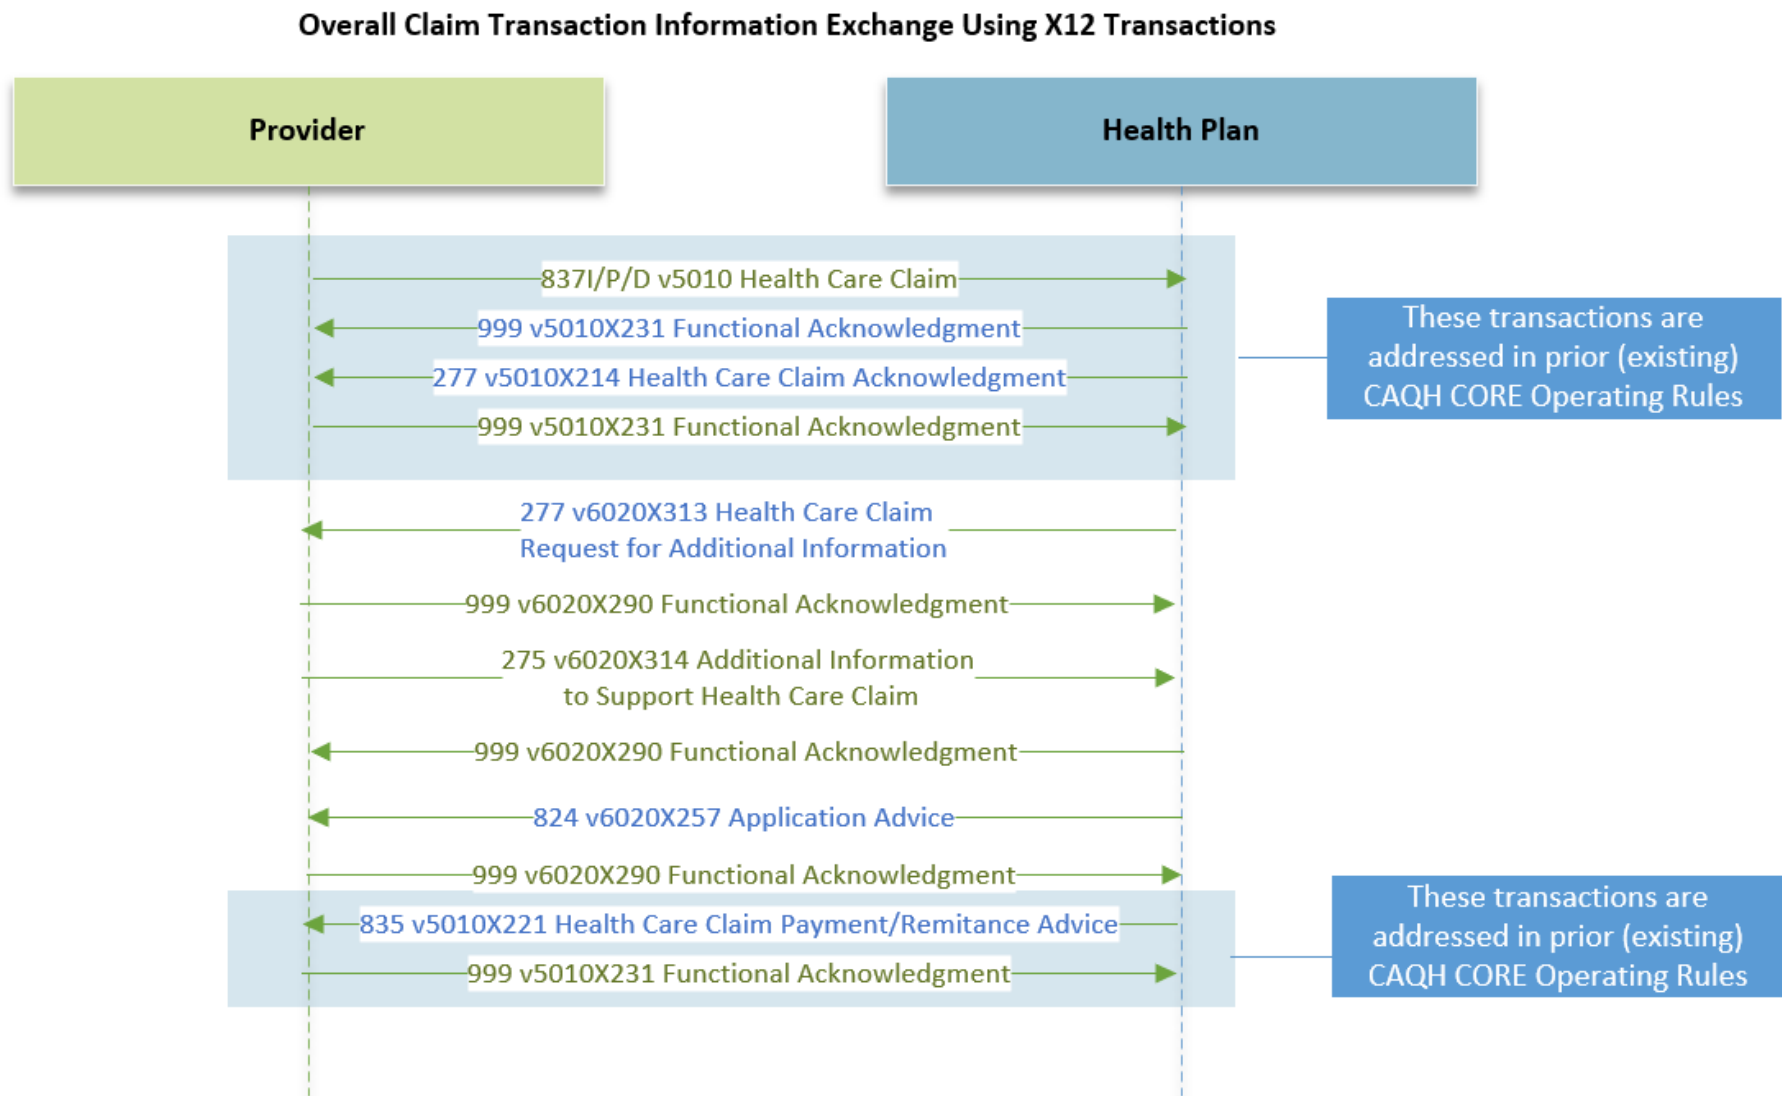 Overall Claim Transaction Information Exchange Using X12 Transactions
Provider
Health Plan
837I/P/D v5010 Health Care Claim
999 v5010X231 Functional Acknowledgment
277 v5010X214 Health Care Claim Acknowledgment
999 v5010X231 Functional Acknowledgment
These transactions are
addressed in prior (existing)
CAQH CORE Operating Rules
277 v6020X313 Health Care Claim
Request for Additional Information
999 v6020X290 Functional Acknowledgment
275 v6020X314 Additional Information
to Support Health Care Claim
999 v6020X290 Functional Acknowledgment
824 v6020X257 Application Advice
999 v6020X290 Functional Acknowledgment
835 v5010X221 Health Care Claim Payment/Remitance Advice
999 v5010X231 Functional Acknowledgment
These transactions are
addressed in prior (existing)
CAQH CORE Operating Rules